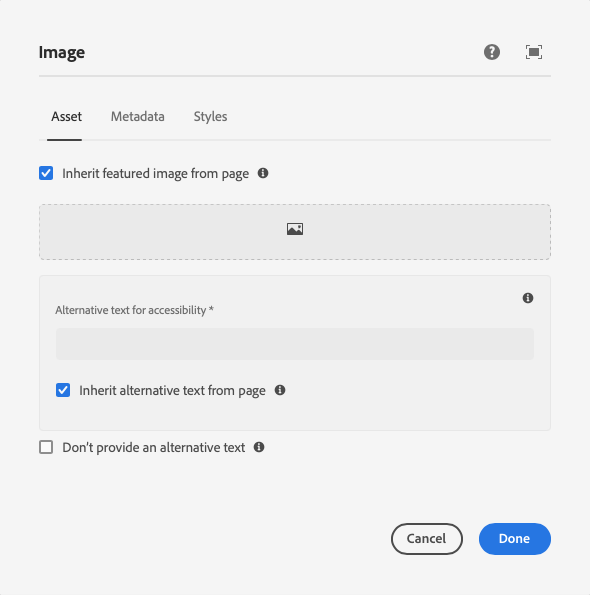 Image
Asset Metadata Styles
Inherit featured image from page
Alternative text for accessibility *
Inherit alternative text from page
Don't provide an alternative text
Cancel Done